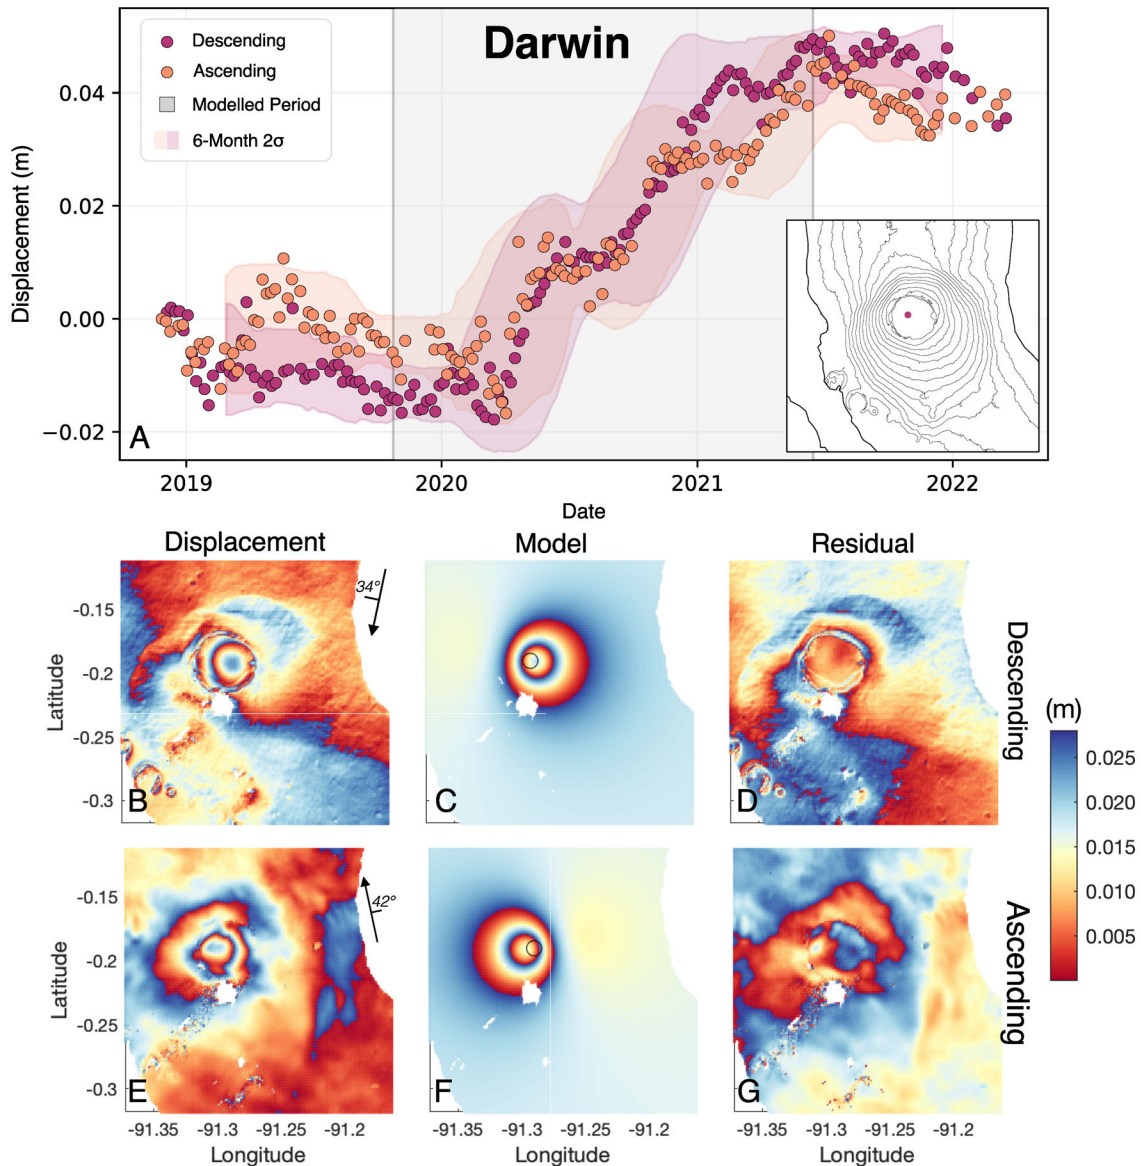 Darwin
Descending
Ascending
Modelled Period
6-Month 2σ
Displacement (m)
0.04
0.02
0.00
−0.02
A
2019 2020 2021 2022
Date
Displacement Model Residual
34°
Latitude
-0.15
-0.2
-0.25
-0.3
B C D
Descending
(m)
0.025
0.020
0.015
0.010
0.005
42°
Latitude
-0.15
-0.2
-0.25
-0.3
E F G
Ascending
-91.35 -91.3 -91.25 -91.2 -91.35 -91.3 -91.25 -91.2 -91.35 -91.3 -91.25 -91.2
Longitude Longitude Longitude